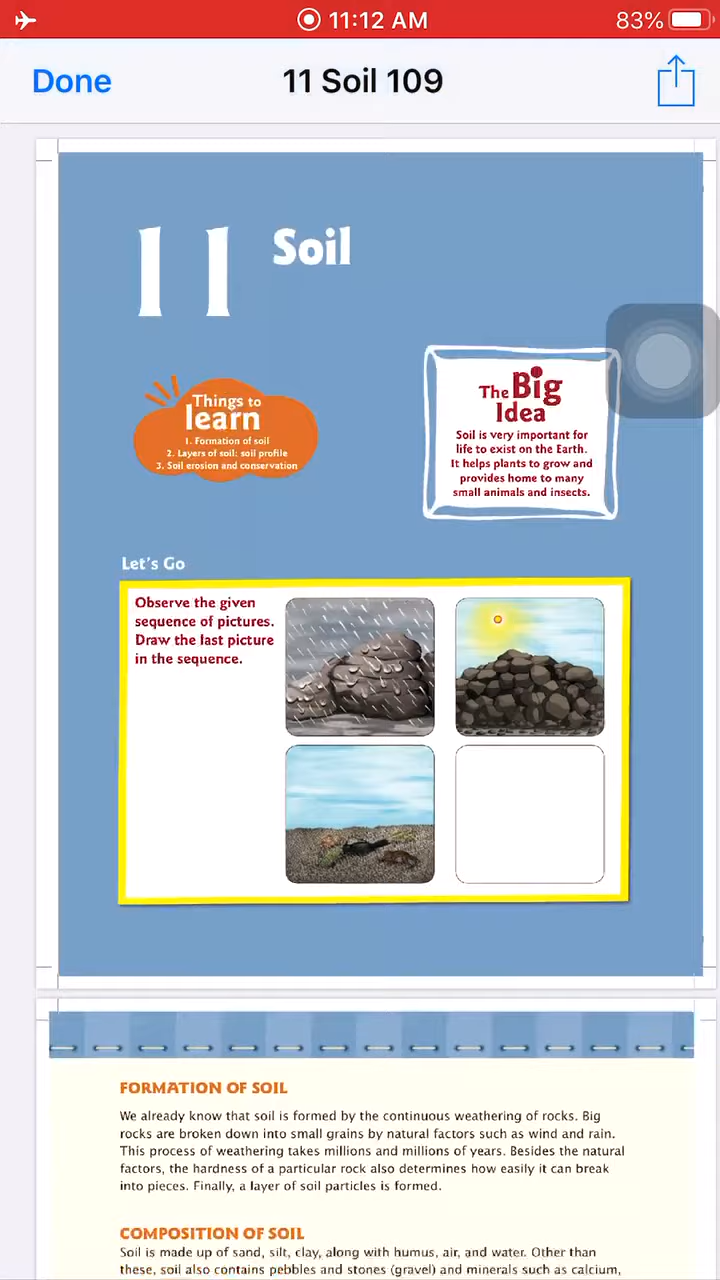 11:12 AM
83%
Done
11 Soil 109
11 Soil
Things to
learn
1. Formation of soil
2. Layers of soil: soil profile
3. Soil erosion and conservation
The Big
Idea
Soil is very important for
life to exist on the Earth.
It helps plants to grow and
provides home to many
small animals and insects.
Let's Go
Observe the given
sequence of pictures.
Draw the last picture
in the sequence.
FORMATION OF SOIL
We already know that soil is formed by the continuous weathering of rocks. Big
rocks are broken down into small grains by natural factors such as wind and rain.
This process of weathering takes millions and millions of years. Besides the natural
factors, the hardness of a particular rock also determines how easily it can break
into pieces. Finally, a layer of soil particles is formed.
COMPOSITION OF SOIL
Soil is made up of sand, silt, clay, along with humus, air, and water. Other than
these, soil also contains pebbles and stones (gravel) and minerals such as calcium,